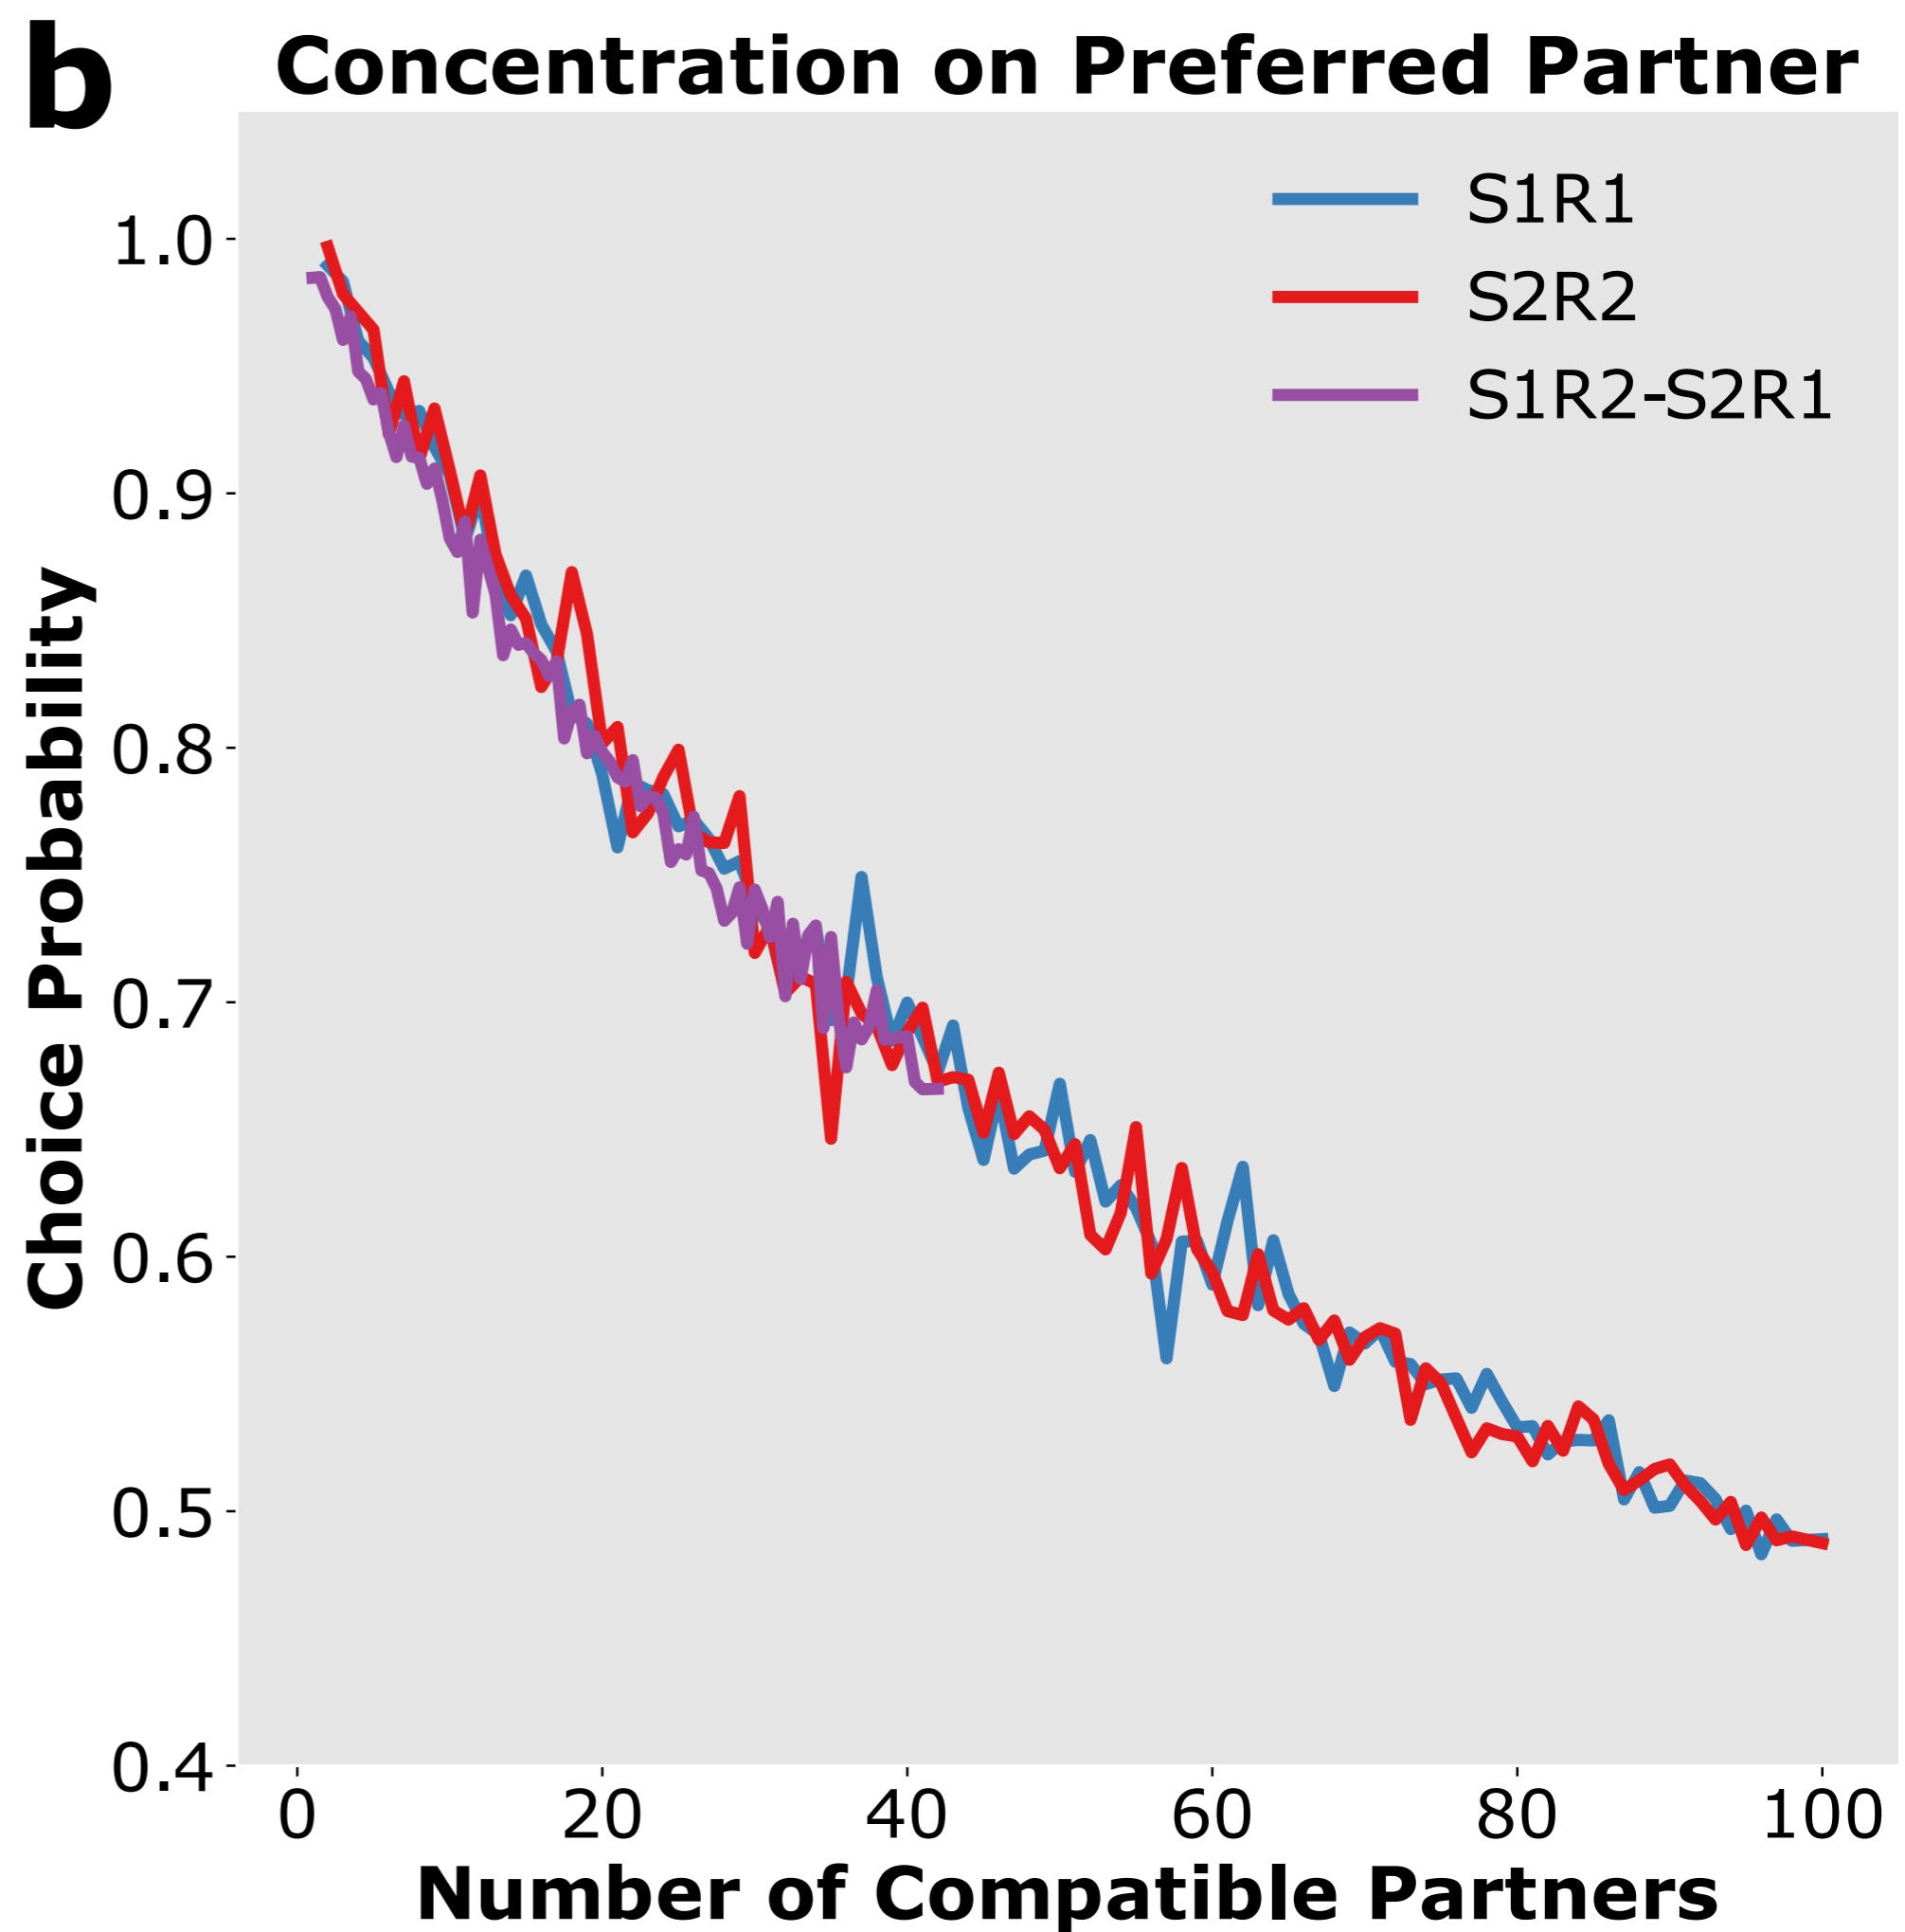 b
Concentration on Preferred Partner
S1R1
S2R2
S1R2-S2R1
Choice Probability
1.0
0.9
0.8
0.7
0.6
0.5
0.4
0 20 40 60 80 100
Number of Compatible Partners